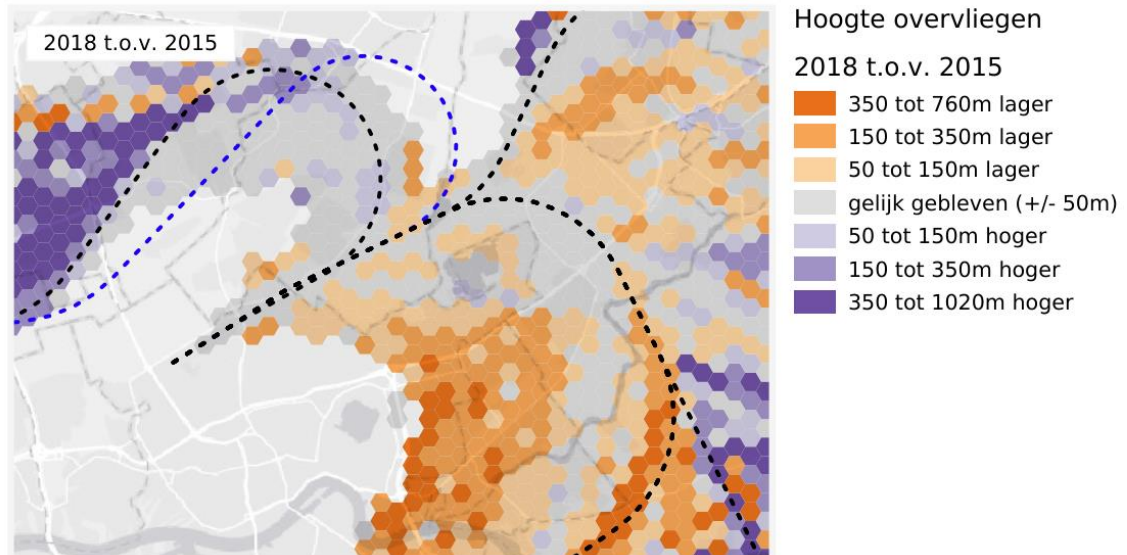 2018 t.o.v. 2015
Hoogte overvliegen
2018 t.o.v. 2015
350 tot 760m lager
150 tot 350m lager
50 tot 150m lager
gelijk gebleven (+/- 50m)
50 tot 150m hoger
150 tot 350m hoger
350 tot 1020m hoger